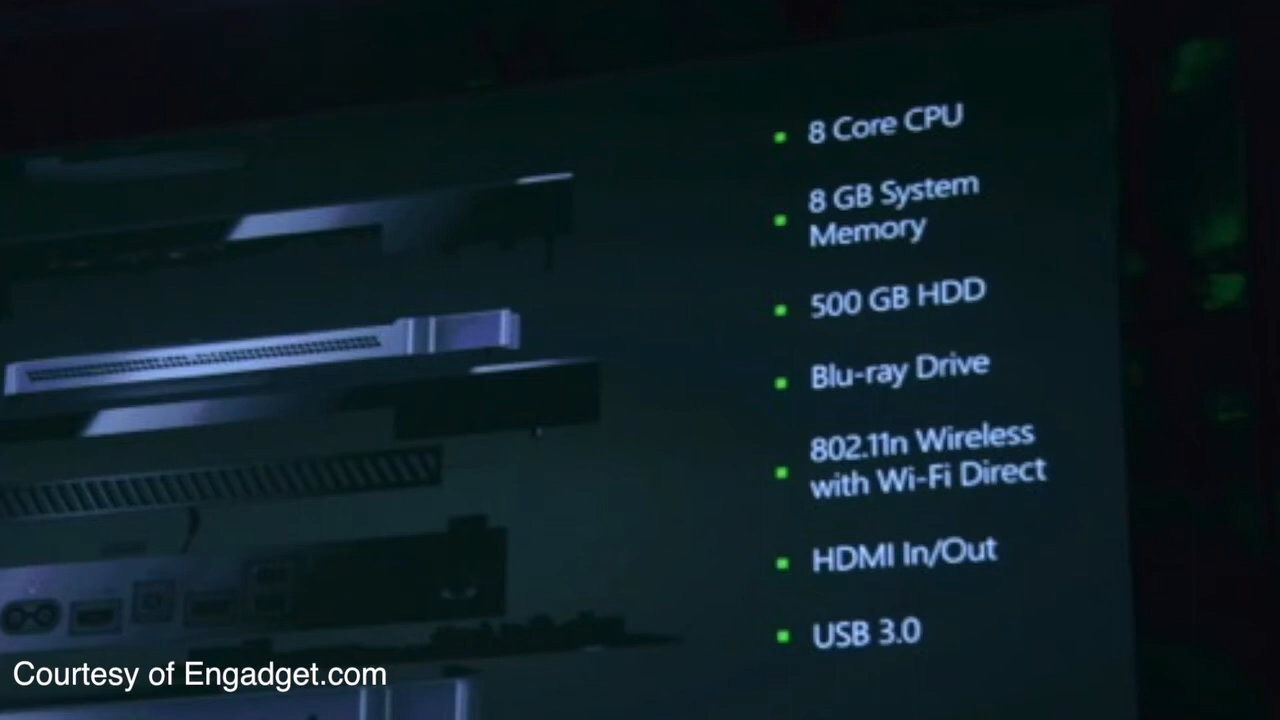 8 Core CPU
8 GB System
Memory
500 GB HDD
Blu-ray Drive
802.11n Wireless
with Wi-Fi Direct
HDMI In/Out
USB 3.0
Courtesy of Engadget.com